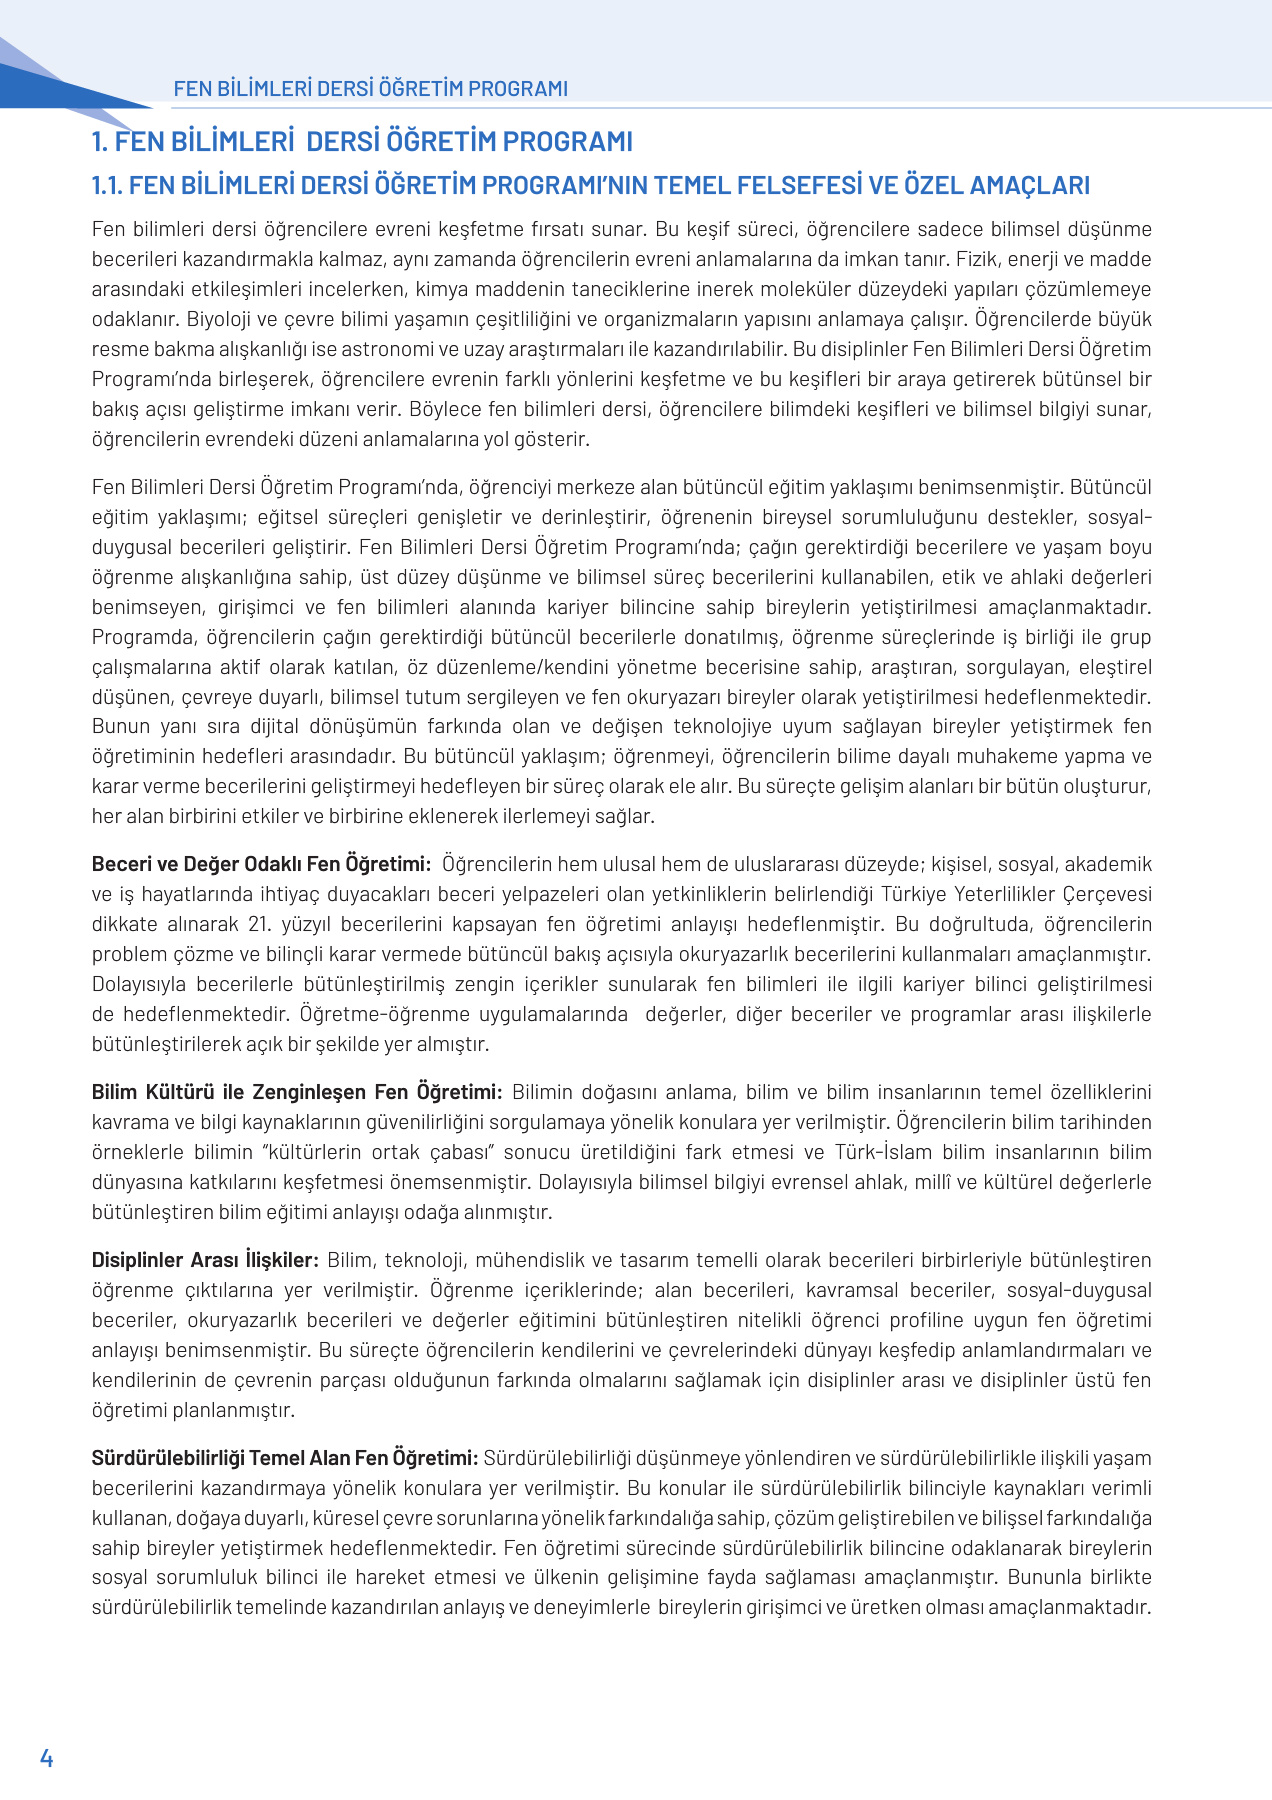 FEN BİLİMLERİ DERSİ ÖĞRETİM PROGRAMI
1. FEN BİLİMLERİ  DERSİ ÖĞRETİM PROGRAMI
1.1. FEN BİLİMLERİ DERSİ ÖĞRETİM PROGRAMI’NIN TEMEL FELSEFESİ VE ÖZEL AMAÇLARI
Fen bilimleri dersi öğrencilere evreni keşfetme fırsatı sunar. Bu keşif süreci, öğrencilere sadece bilimsel düşünme
becerileri kazandırmakla kalmaz, aynı zamanda öğrencilerin evreni anlamalarına da imkan tanır. Fizik, enerji ve madde
arasındaki etkileşimleri incelerken, kimya maddenin taneciklerine inerek moleküler düzeydeki yapıları çözümlemeye
odaklanır. Biyoloji ve çevre bilimi yaşamın çeşitliliğini ve organizmaların yapısını anlamaya çalışır. Öğrencilerde büyük
resme bakma alışkanlığı ise astronomi ve uzay araştırmaları ile kazandırılabilir. Bu disiplinler Fen Bilimleri Dersi Öğretim
Programı’nda birleşerek, öğrencilere evrenin farklı yönlerini keşfetme ve bu keşifleri bir araya getirerek bütünsel bir
bakış açısı geliştirme imkanı verir. Böylece fen bilimleri dersi, öğrencilere bilimdeki keşifleri ve bilimsel bilgiyi sunar,
öğrencilerin evrendeki düzeni anlamalarına yol gösterir.
Fen Bilimleri Dersi Öğretim Programı’nda, öğrenciyi merkeze alan bütüncül eğitim yaklaşımı benimsenmiştir. Bütüncül
eğitim yaklaşımı; eğitsel süreçleri genişletir ve derinleştirir, öğrenenin bireysel sorumluluğunu destekler, sosyal-
duygusal becerileri geliştirir. Fen Bilimleri Dersi Öğretim Programı’nda; çağın gerektirdiği becerilere ve yaşam boyu
öğrenme alışkanlığına sahip, üst düzey düşünme ve bilimsel süreç becerilerini kullanabilen, etik ve ahlaki değerleri
benimseyen, girişimci ve fen bilimleri alanında kariyer bilincine sahip bireylerin yetiştirilmesi amaçlanmaktadır.
Programda, öğrencilerin çağın gerektirdiği bütüncül becerilerle donatılmış, öğrenme süreçlerinde iş birliği ile grup
çalışmalarına aktif olarak katılan, öz düzenleme/kendini yönetme becerisine sahip, araştıran, sorgulayan, eleştirel
düşünen, çevreye duyarlı, bilimsel tutum sergileyen ve fen okuryazarı bireyler olarak yetiştirilmesi hedeflenmektedir.
Bunun yanı sıra dijital dönüşümün farkında olan ve değişen teknolojiye uyum sağlayan bireyler yetiştirmek fen
öğretiminin hedefleri arasındadır. Bu bütüncül yaklaşım; öğrenmeyi, öğrencilerin bilime dayalı muhakeme yapma ve
karar verme becerilerini geliştirmeyi hedefleyen bir süreç olarak ele alır. Bu süreçte gelişim alanları bir bütün oluşturur,
her alan birbirini etkiler ve birbirine eklenerek ilerlemeyi sağlar.
Beceri ve Değer Odaklı Fen Öğretimi:  Öğrencilerin hem ulusal hem de uluslararası düzeyde; kişisel, sosyal, akademik
ve iş hayatlarında ihtiyaç duyacakları beceri yelpazeleri olan yetkinliklerin belirlendiği Türkiye Yeterlilikler Çerçevesi
dikkate alınarak 21. yüzyıl becerilerini kapsayan fen öğretimi anlayışı hedeflenmiştir. Bu doğrultuda, öğrencilerin
problem çözme ve bilinçli karar vermede bütüncül bakış açısıyla okuryazarlık becerilerini kullanmaları amaçlanmıştır.
Dolayısıyla becerilerle bütünleştirilmiş zengin içerikler sunularak fen bilimleri ile ilgili kariyer bilinci geliştirilmesi
de hedeflenmektedir. Öğretme-öğrenme uygulamalarında  değerler, diğer beceriler ve programlar arası ilişkilerle
bütünleştirilerek açık bir şekilde yer almıştır.
Bilim Kültürü ile Zenginleşen Fen Öğretimi: Bilimin doğasını anlama, bilim ve bilim insanlarının temel özelliklerini
kavrama ve bilgi kaynaklarının güvenilirliğini sorgulamaya yönelik konulara yer verilmiştir. Öğrencilerin bilim tarihinden
örneklerle bilimin “kültürlerin ortak çabası” sonucu üretildiğini fark etmesi ve Türk-İslam bilim insanlarının bilim
dünyasına katkılarını keşfetmesi önemsenmiştir. Dolayısıyla bilimsel bilgiyi evrensel ahlak, millî ve kültürel değerlerle
bütünleştiren bilim eğitimi anlayışı odağa alınmıştır.
Disiplinler Arası İlişkiler: Bilim, teknoloji, mühendislik ve tasarım temelli olarak becerileri birbirleriyle bütünleştiren
öğrenme çıktılarına yer verilmiştir. Öğrenme içeriklerinde; alan becerileri, kavramsal beceriler, sosyal-duygusal
beceriler, okuryazarlık becerileri ve değerler eğitimini bütünleştiren nitelikli öğrenci profiline uygun fen öğretimi
anlayışı benimsenmiştir. Bu süreçte öğrencilerin kendilerini ve çevrelerindeki dünyayı keşfedip anlamlandırmaları ve
kendilerinin de çevrenin parçası olduğunun farkında olmalarını sağlamak için disiplinler arası ve disiplinler üstü fen
öğretimi planlanmıştır.
Sürdürülebilirliği Temel Alan Fen Öğretimi: Sürdürülebilirliği düşünmeye yönlendiren ve sürdürülebilirlikle ilişkili yaşam
becerilerini kazandırmaya yönelik konulara yer verilmiştir. Bu konular ile sürdürülebilirlik bilinciyle kaynakları verimli
kullanan, doğaya duyarlı, küresel çevre sorunlarına yönelik farkındalığa sahip, çözüm geliştirebilen ve bilişsel farkındalığa
sahip bireyler yetiştirmek hedeflenmektedir. Fen öğretimi sürecinde sürdürülebilirlik bilincine odaklanarak bireylerin
sosyal sorumluluk bilinci ile hareket etmesi ve ülkenin gelişimine fayda sağlaması amaçlanmıştır. Bununla birlikte
sürdürülebilirlik temelinde kazandırılan anlayış ve deneyimlerle  bireylerin girişimci ve üretken olması amaçlanmaktadır.
4